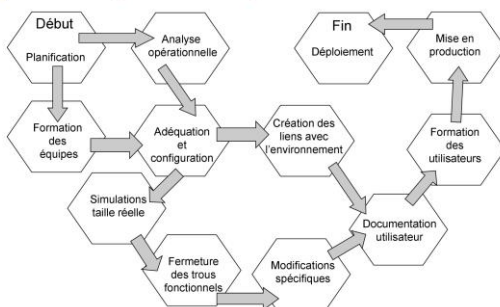 Début
Planification
Analyse
opérationnelle
Fin
Déploiement
Mise en
production
Formation
des
équipes
Adéquation
et
configuration
Création des
liens avec
l'environnement
Formation
des
utilisateurs
Simulations
taille réelle
Documentation
utilisateur
Fermeture
des trous
fonctionnels
Modifications
spécifiques